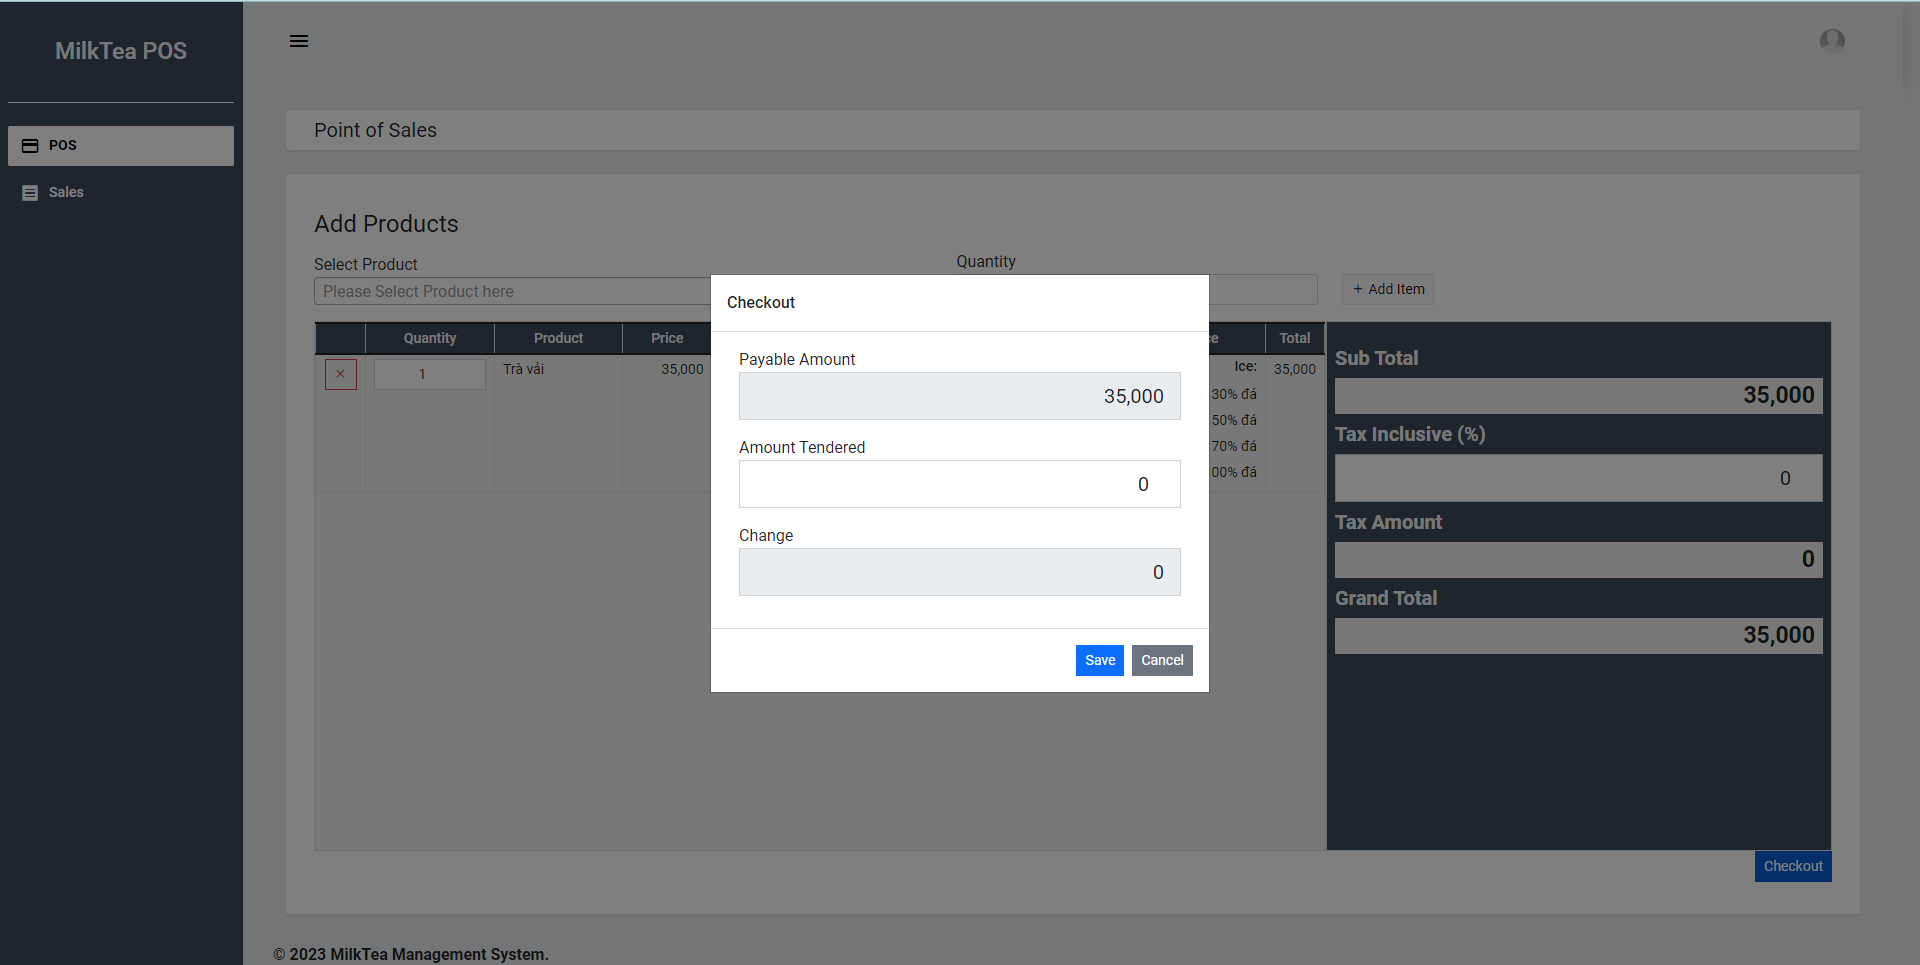 MilkTea POS
POS
Sales
Point of Sales
Add Products
Select Product
Please Select Product here
Quantity
+ Add Item
Quantity Product Price Total
1 Trà vải 35,000 Ice: 35,000
30% đá
50% đá
70% đá
00% đá
Sub Total
35,000
Tax Inclusive (%)
0
Tax Amount
0
Grand Total
35,000
Checkout
Payable Amount
35,000
Amount Tendered
0
Change
0
Save Cancel
Checkout
© 2023 MilkTea Management System.